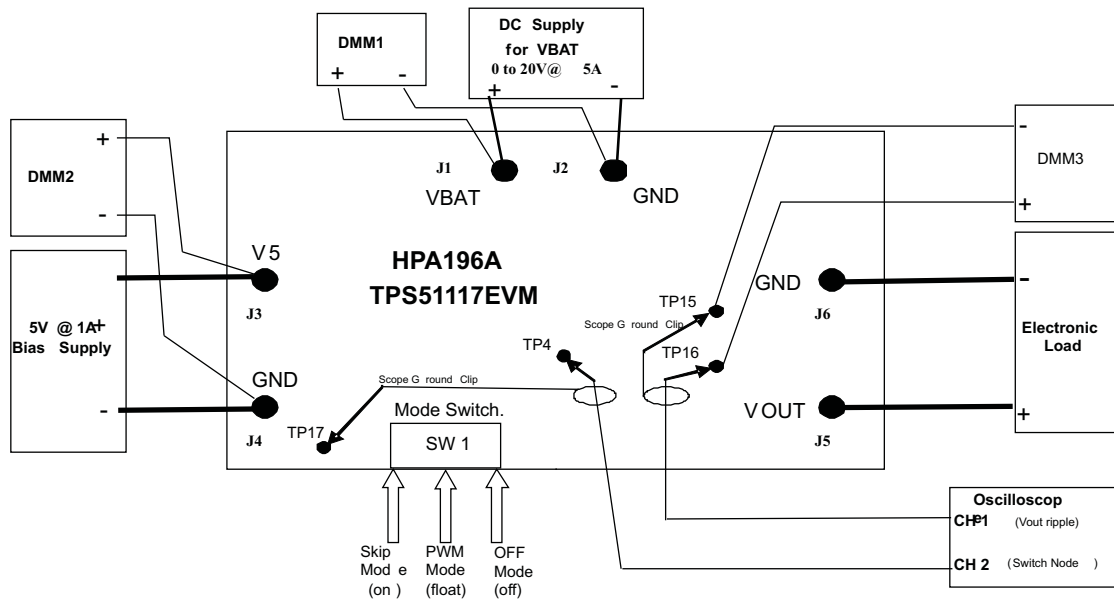 DMM1
+ -
DC Supply
for VBAT
0 to 20V@ 5A
+ -
DMM2
+
-
5V @ 1A+
Bias Supply
-
J1
VBAT
J2
GND
V5
J3
GND
J4
HPA196A
TPS51117EVM
TP15
Scope G round Clip
TP4
TP16
Scope G round Clip
TP17
Mode Switch.
SW 1
GND
J6
VOUT
J5
-
DMM3
+
-
Electronic
Load
+
Skip
Mod e
(on )
PWM
Mode
(float)
OFF
Mode
(off)
Oscilloscop
e
CH 1 (Vout ripple)
CH 2 (Switch Node )